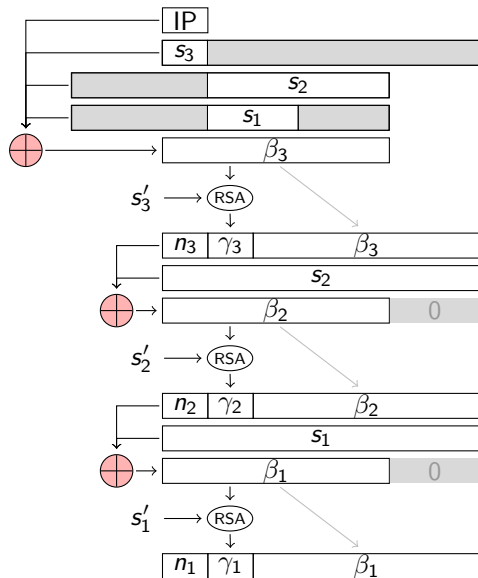 IP
s₃
s₂
s₁
β₃
s′₃ RSA
n₃ γ₃ β₃
s₂
β₂ 0
s′₂ RSA
n₂ γ₂ β₂
s₁
β₁ 0
s′₁ RSA
n₁ γ₁ β₁